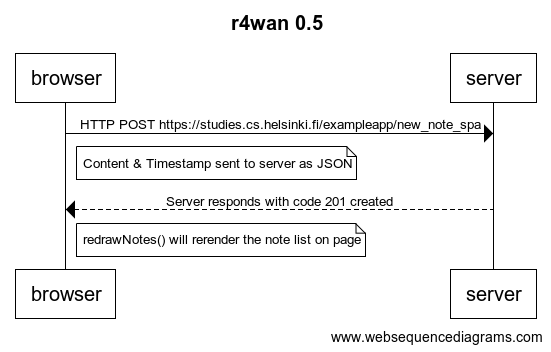 r4wan 0.5
browser
server
HTTP POST https://studies.cs.helsinki.fi/exampleapp/new_note_spa
Content & Timestamp sent to server as JSON
Server responds with code 201 created
redrawNotes() will rerender the note list on page
browser
server
www.websequencediagrams.com